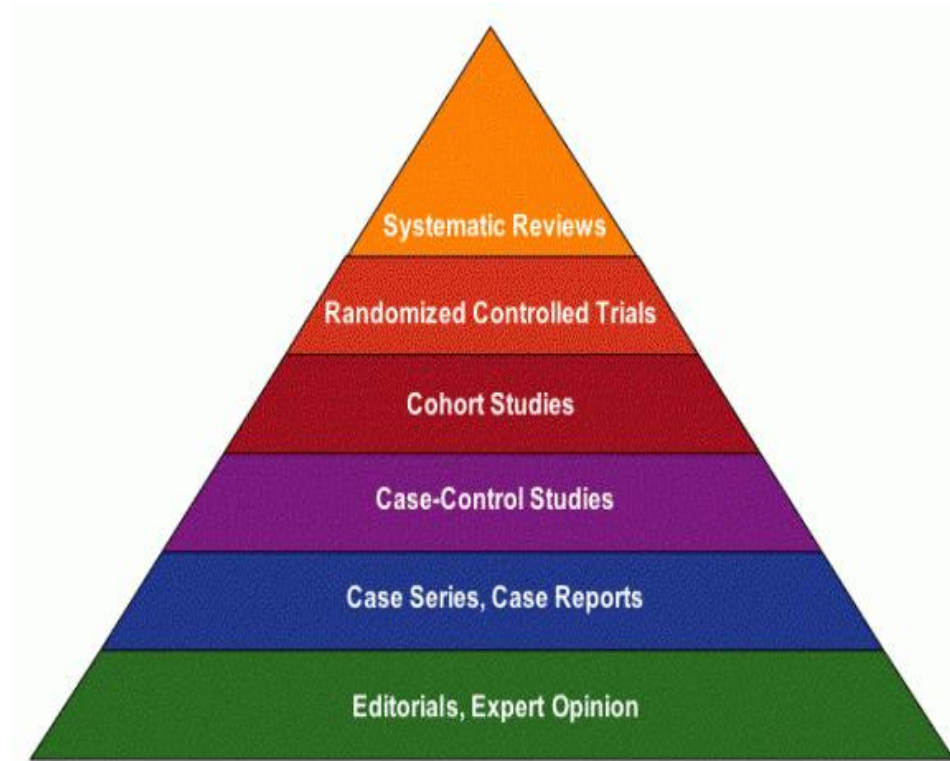 Systematic Reviews
Randomized Controlled Trials
Cohort Studies
Case-Control Studies
Case Series, Case Reports
Editorials, Expert Opinion